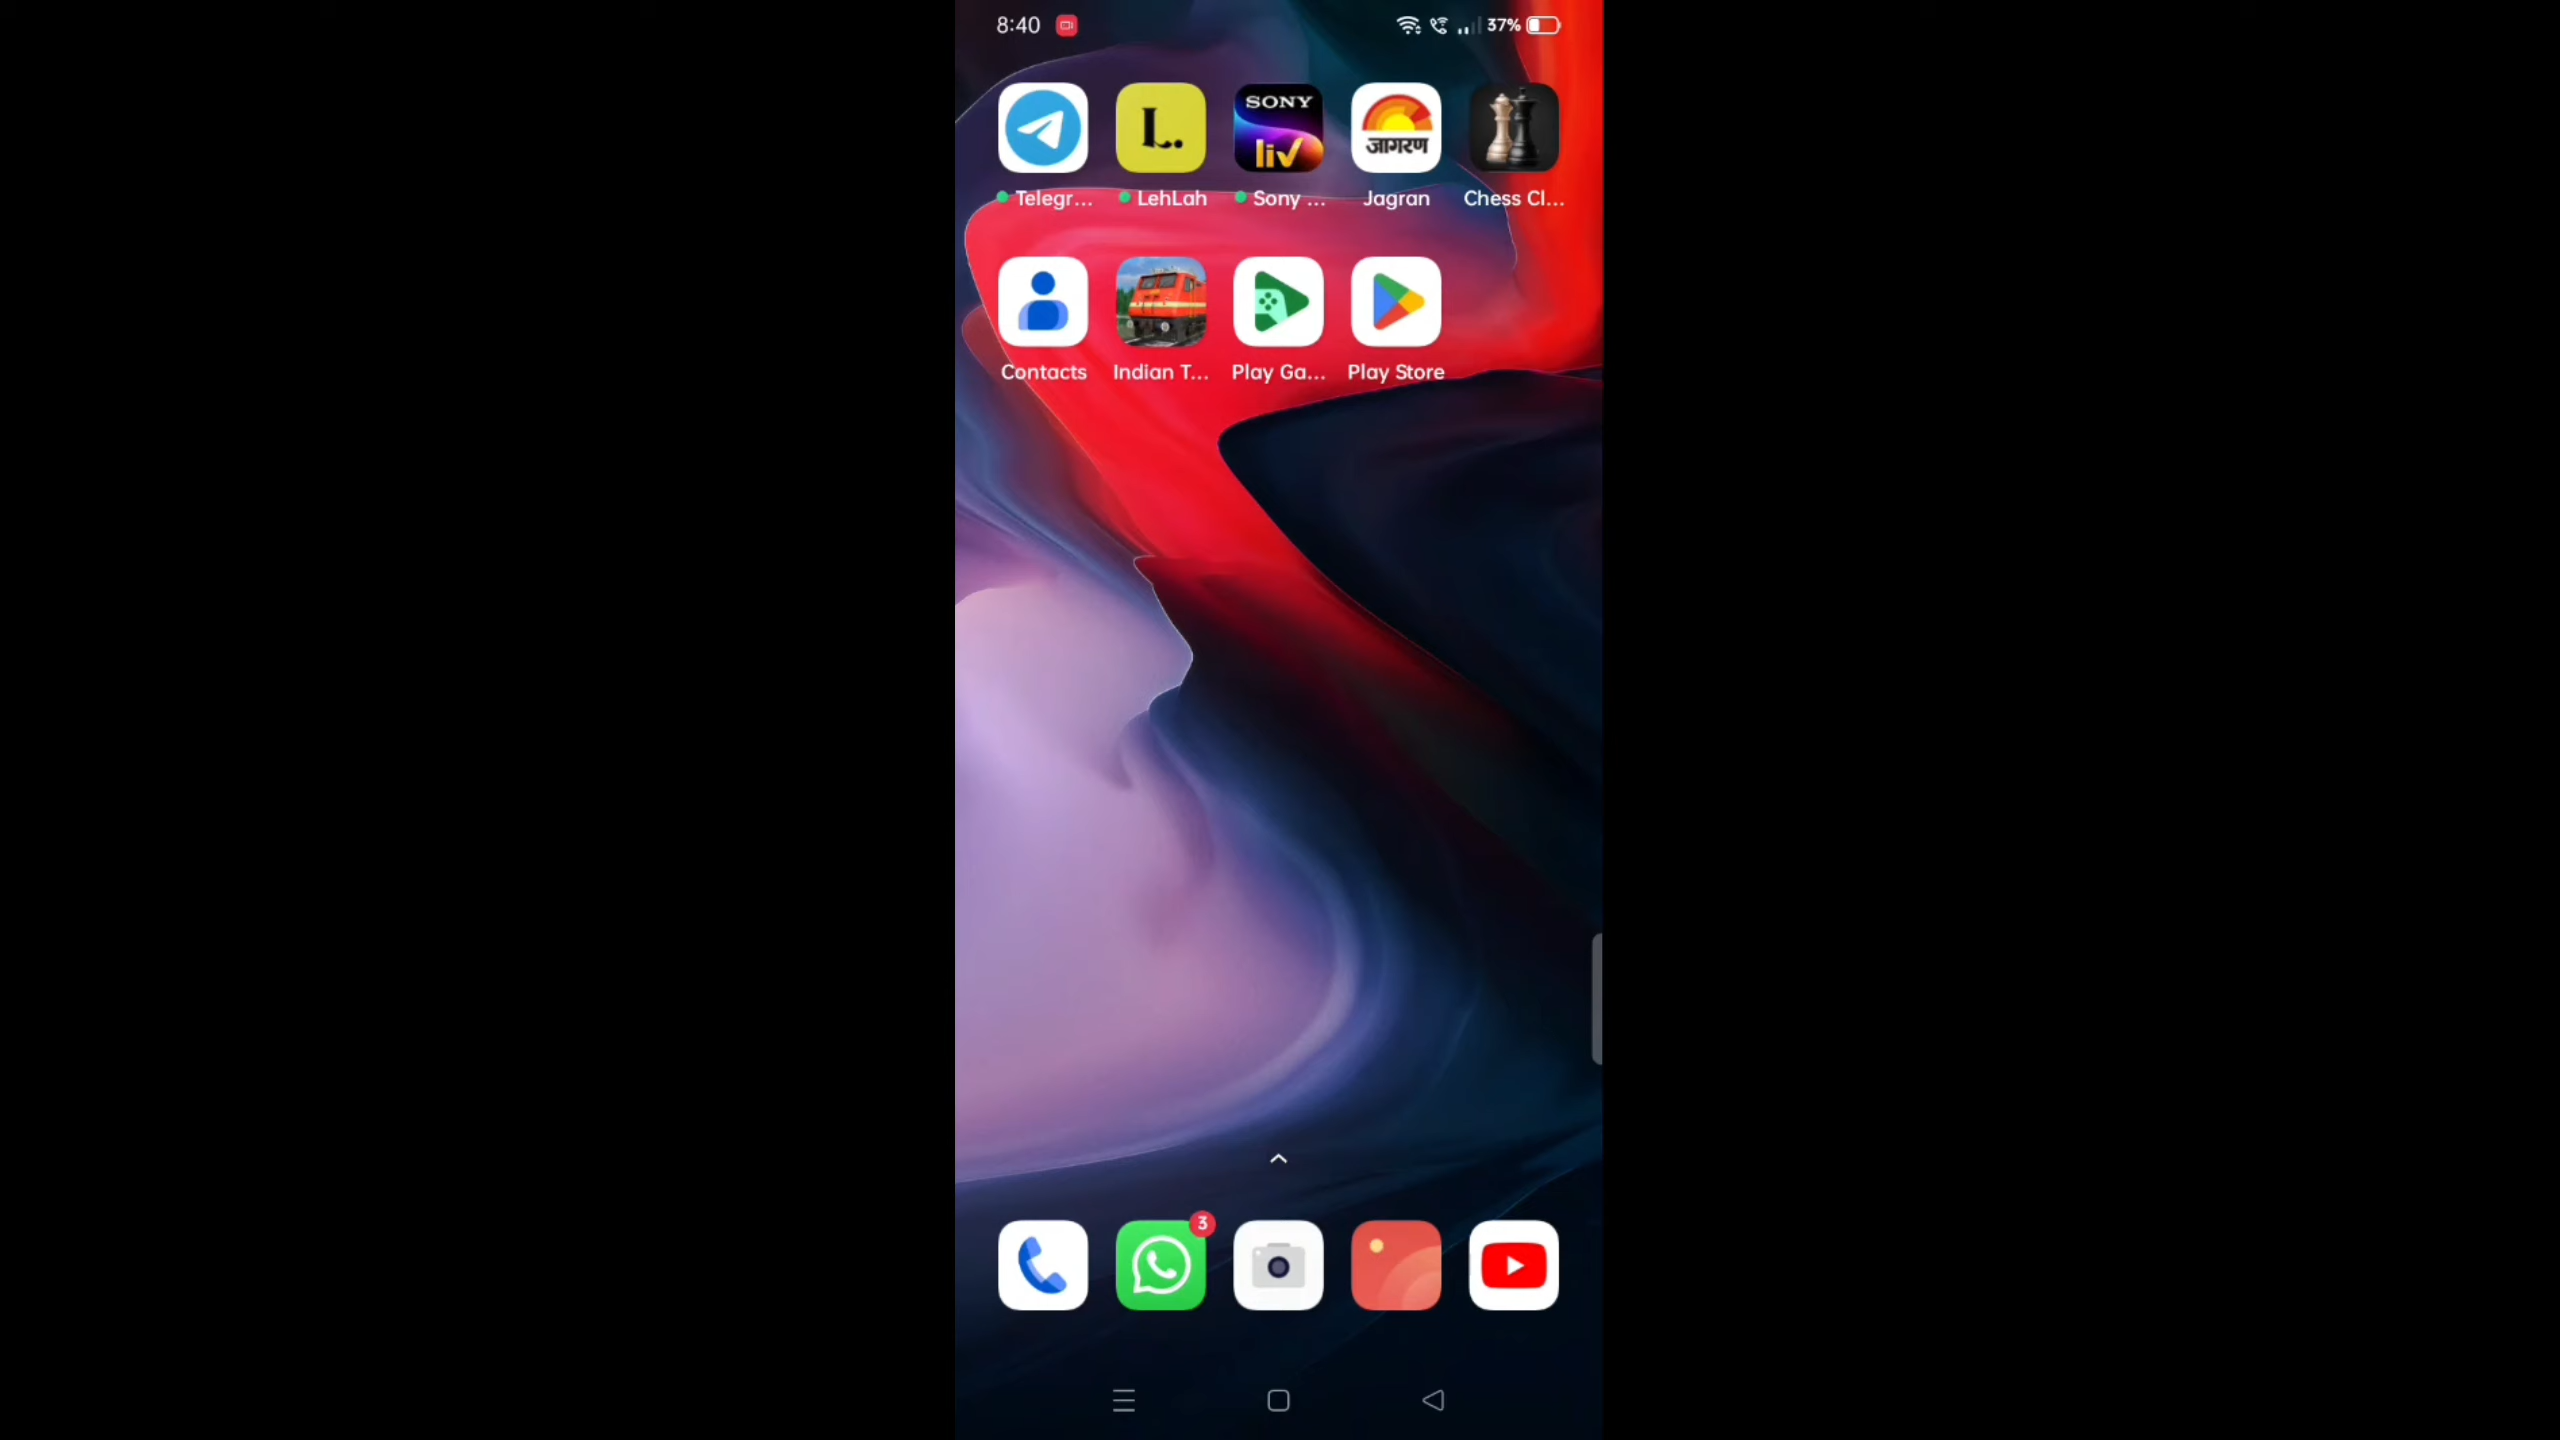 8:40 37%
L. SONY liv जागरण
Telegr... LehLah Sony ... Jagran Chess Cl...
Contacts Indian T... Play Ga... Play Store
3